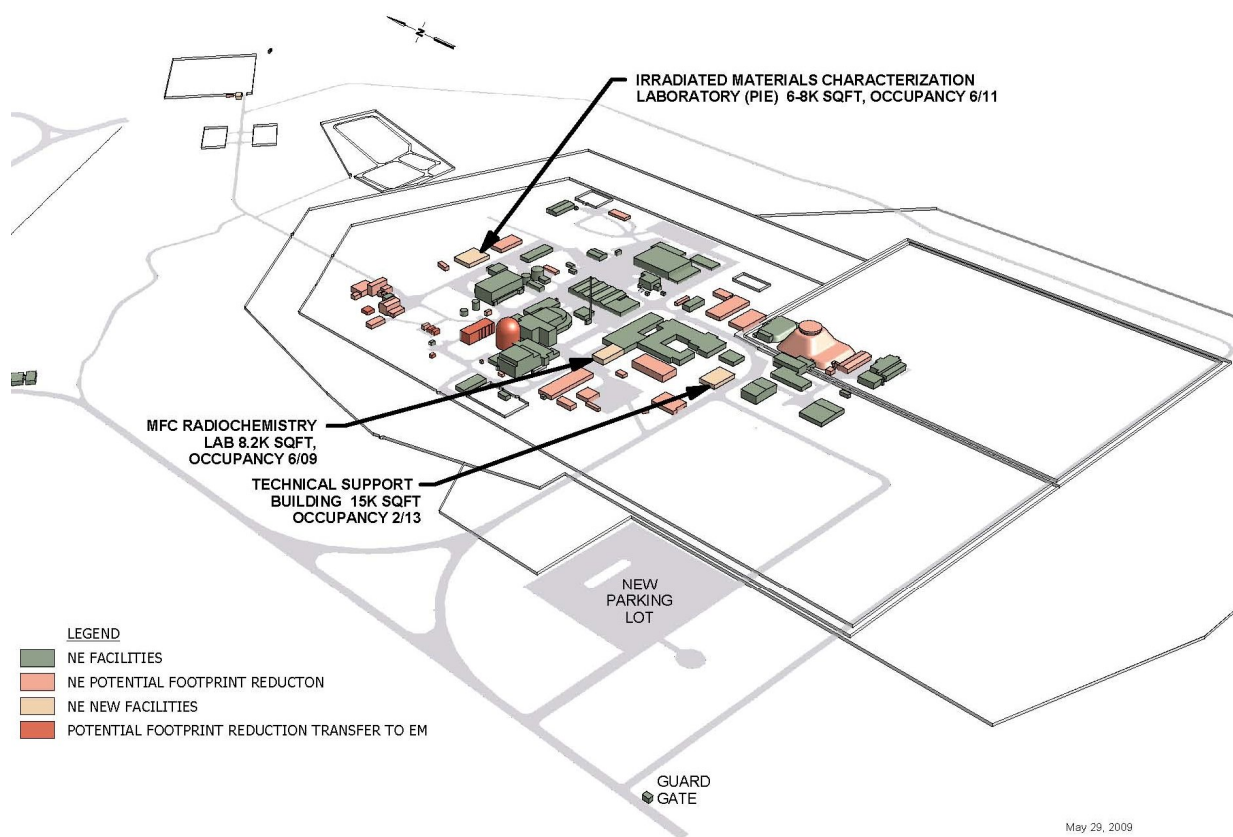 N
IRRADIATED MATERIALS CHARACTERIZATION
LABORATORY (PIE) 6-8K SQFT, OCCUPANCY 6/11
MFC RADIOCHEMISTRY
LAB 8.2K SQFT,
OCCUPANCY 6/09
TECHNICAL SUPPORT
BUILDING 15K SQFT
OCCUPANCY 2/13
NEW
PARKING
LOT
LEGEND
NE FACILITIES
NE POTENTIAL FOOTPRINT REDUCTON
NE NEW FACILITIES
POTENTIAL FOOTPRINT REDUCTION TRANSFER TO EM
GUARD
GATE
May 29, 2009